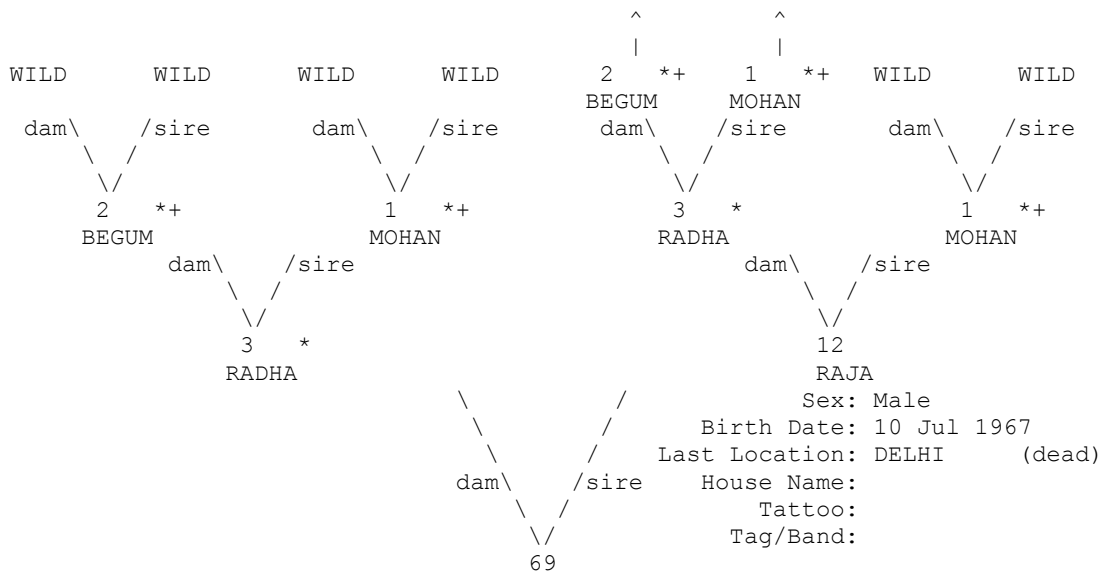 ^ ^
| |
WILD WILD WILD WILD 2 *+ 1 *+ WILD WILD
BEGUM MOHAN
dam\ /sire dam\ /sire dam\ /sire dam\ /sire
\ / \ / \ / \ /
\/ \/ \/ \/
2 *+ 1 *+ 3 * 1 *+
BEGUM MOHAN RADHA MOHAN
dam\ /sire dam\ /sire
\ / \ /
\/ \/
3 * 12
RADHA RAJA
\ / Sex: Male
\ / Birth Date: 10 Jul 1967
\ / Last Location: DELHI (dead)
dam\ /sire House Name:
\ / Tattoo:
\/ Tag/Band:
69